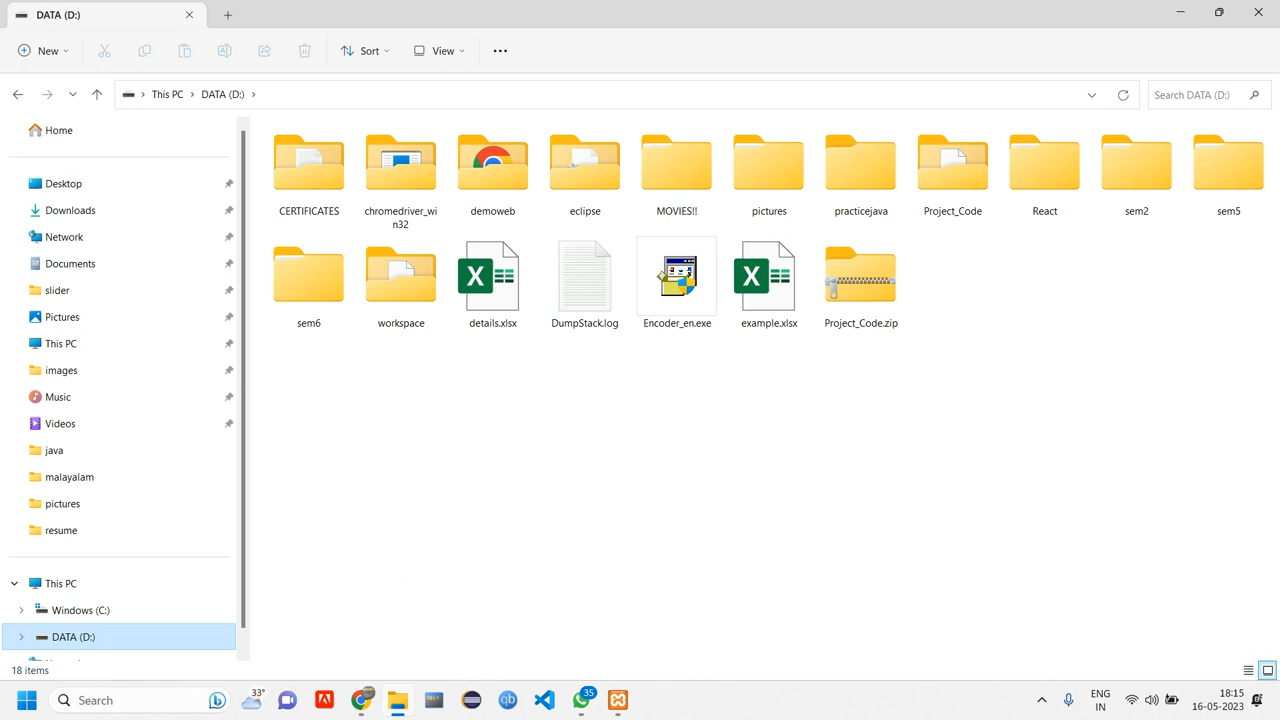 DATA (D:)
New
Sort
View
This PC
DATA (D:)
Search DATA (D:)
Home
Desktop
Downloads
Network
Documents
slider
Pictures
This PC
images
Music
Videos
java
malayalam
pictures
resume
This PC
Windows (C:)
DATA (D:)
CERTIFICATES
chromedriver_wi
n32
demoweb
eclipse
MOVIES!!
pictures
practicejava
Project_Code
React
sem2
sem5
sem6
workspace
details.xlsx
DumpStack.log
Encoder_en.exe
example.xlsx
Project_Code.zip
18 items
Search
33°
35
ENG
IN
18:15
16-05-2023